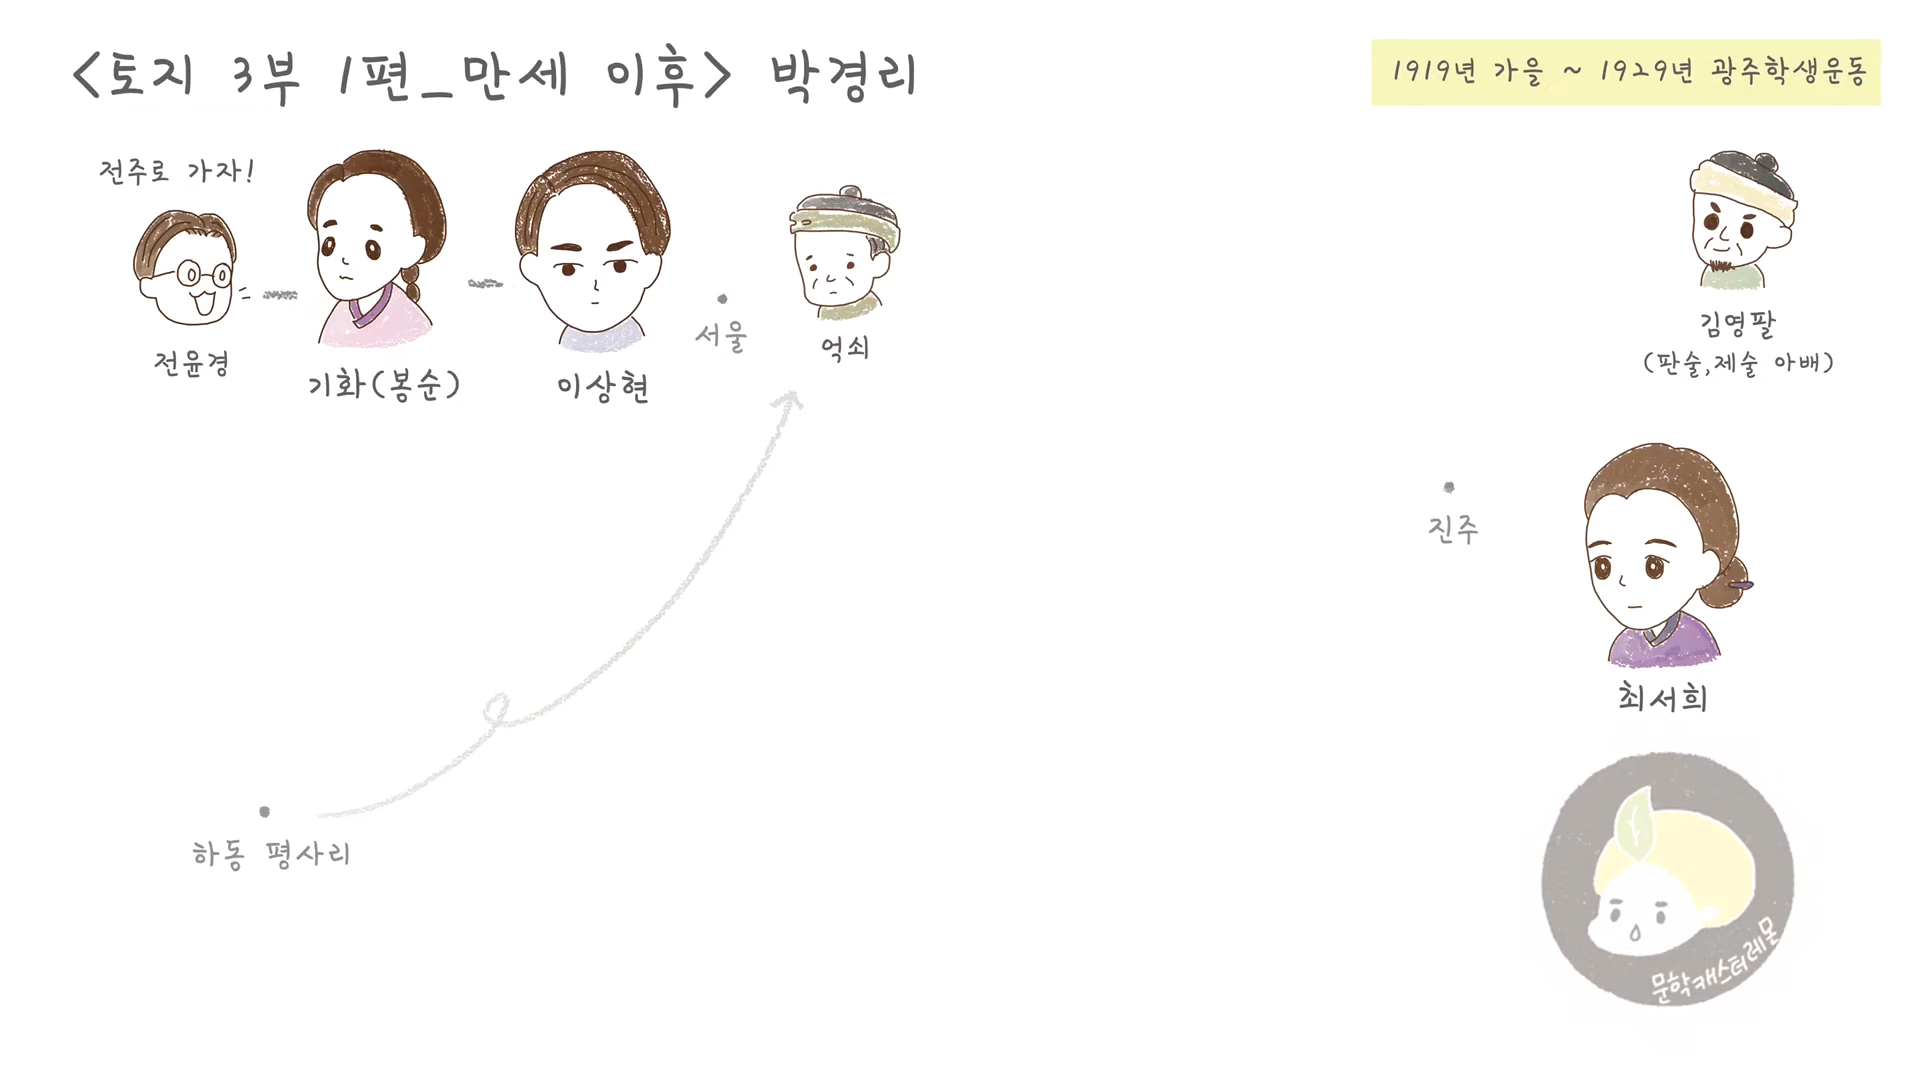 <토지 3부 1편_만세 이후> 박경리
1919년 가을 ~ 1929년 광주학생운동
전주로 가자!
전윤경
기화(봉순)
이상현
서울
억쇠
김영팔
(판술,제술 아배)
진주
최서희
하동 평사리
문학캐스터레몬